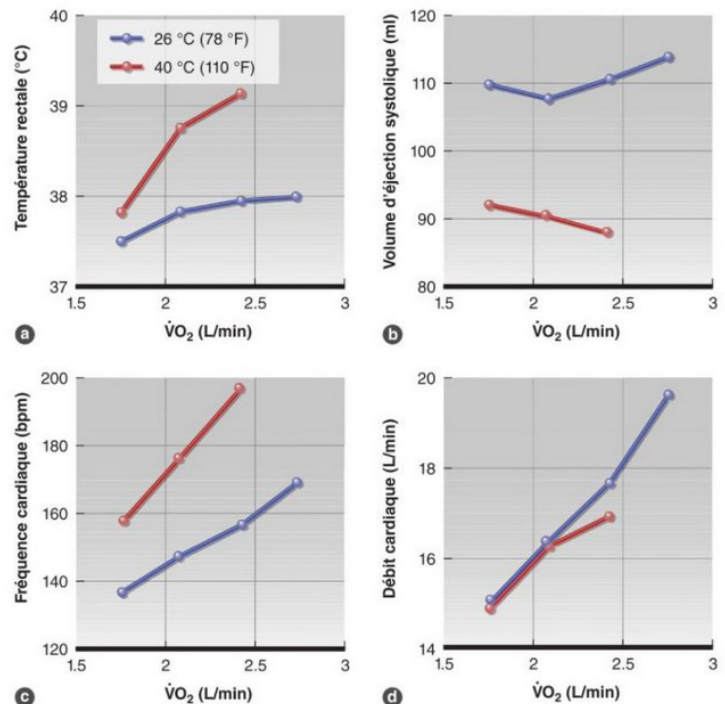 Température rectale (°C)
40
39
38
37
26 °C (78 °F)
40 °C (110 °F)
1.5 2 2.5 3
V̇O₂ (L/min)
a
Volume d'éjection systolique (ml)
120
110
100
90
80
1.5 2 2.5 3
V̇O₂ (L/min)
b
Fréquence cardiaque (bpm)
200
180
160
140
120
1.5 2 2.5 3
V̇O₂ (L/min)
c
Débit cardiaque (L/min)
20
18
16
14
1.5 2 2.5 3
V̇O₂ (L/min)
d